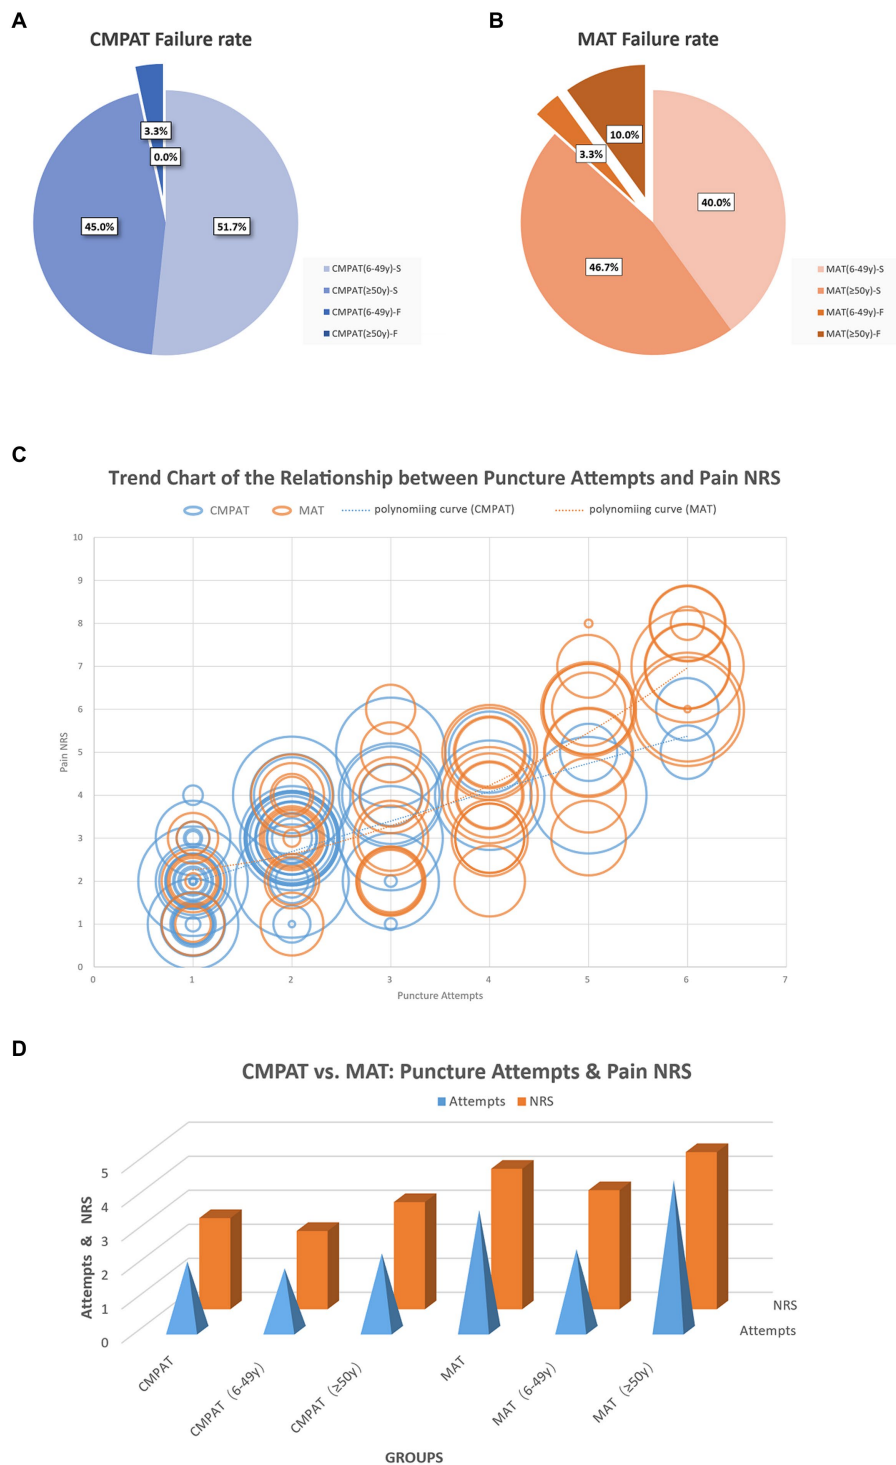 A
CMPAT Failure rate
3.3%
0.0%
45.0%
51.7%
CMPAT(6-49y)-S
CMPAT(≥50y)-S
CMPAT(6-49y)-F
CMPAT(≥50y)-F
B
MAT Failure rate
10.0%
3.3%
40.0%
46.7%
MAT(6-49y)-S
MAT(≥50y)-S
MAT(6-49y)-F
MAT(≥50y)-F
C
Trend Chart of the Relationship between Puncture Attempts and Pain NRS
CMPAT MAT polynomiing curve (CMPAT) polynomiing curve (MAT)
10
9
8
7
6
5
4
3
2
1
0
Pain NRS
0 1 2 3 4 5 6 7
Puncture Attempts
D
CMPAT vs. MAT: Puncture Attempts & Pain NRS
Attempts NRS
5
4
3
2
1
0
Attempts & NRS
NRS
Attempts
CMPAT
CMPAT (6-49y)
CMPAT (≥50y)
MAT
MAT (6-49y)
MAT (≥50y)
GROUPS